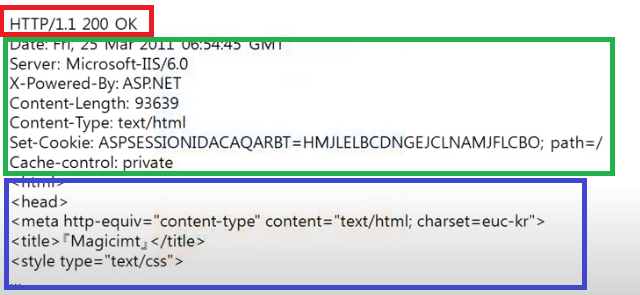 HTTP/1.1 200 OK
Date: Fri, 25 Mar 2011 06:54:45 GMT
Server: Microsoft-IIS/6.0
X-Powered-By: ASP.NET
Content-Length: 93639
Content-Type: text/html
Set-Cookie: ASPSESSIONIDACAQARBT=HMJLELBCDNGEJCLNAMJFLCBO; path=/
Cache-control: private
<html>
<head>
<meta http-equiv="content-type" content="text/html; charset=euc-kr">
<title>『Magicimt』</title>
<style type="text/css">
...